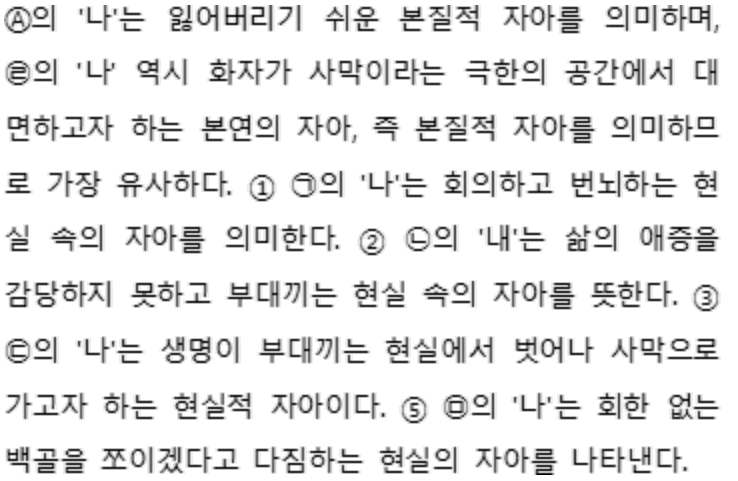 Ⓐ의 '나'는 잃어버리기 쉬운 본질적 자아를 의미하며,
㉣의 '나' 역시 화자가 사막이라는 극한의 공간에서 대
면하고자 하는 본연의 자아, 즉 본질적 자아를 의미하므
로 가장 유사하다. ① ㉠의 '나'는 회의하고 번뇌하는 현
실 속의 자아를 의미한다. ② ㉡의 '내'는 삶의 애증을
감당하지 못하고 부대끼는 현실 속의 자아를 뜻한다. ③
㉢의 '나'는 생명이 부대끼는 현실에서 벗어나 사막으로
가고자 하는 현실적 자아이다. ⑤ ㉤의 '나'는 회한 없는
백골을 쪼이겠다고 다짐하는 현실의 자아를 나타낸다.